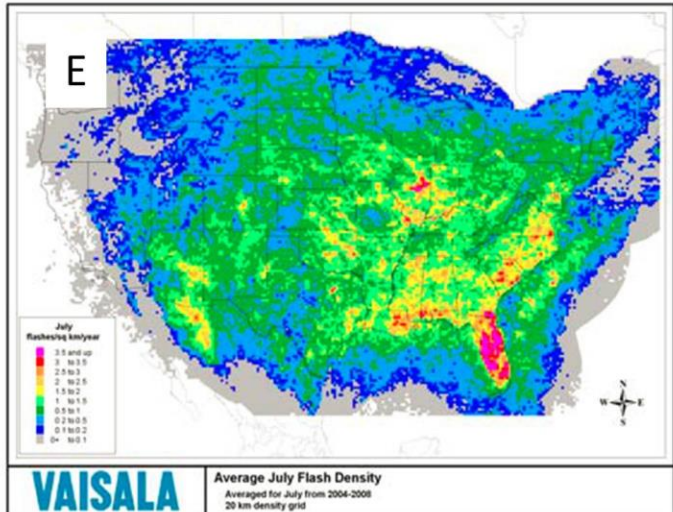 E
July
flashes/sq km/year
3.5 and up
3 to 3.5
2.5 to 3
2 to 2.5
1.5 to 2
1 to 1.5
0.5 to 1
0.2 to 0.5
0.1 to 0.2
0+ to 0.1
N
W E
S
VAISALA
Average July Flash Density
Averaged for July from 2004-2008
20 km density grid